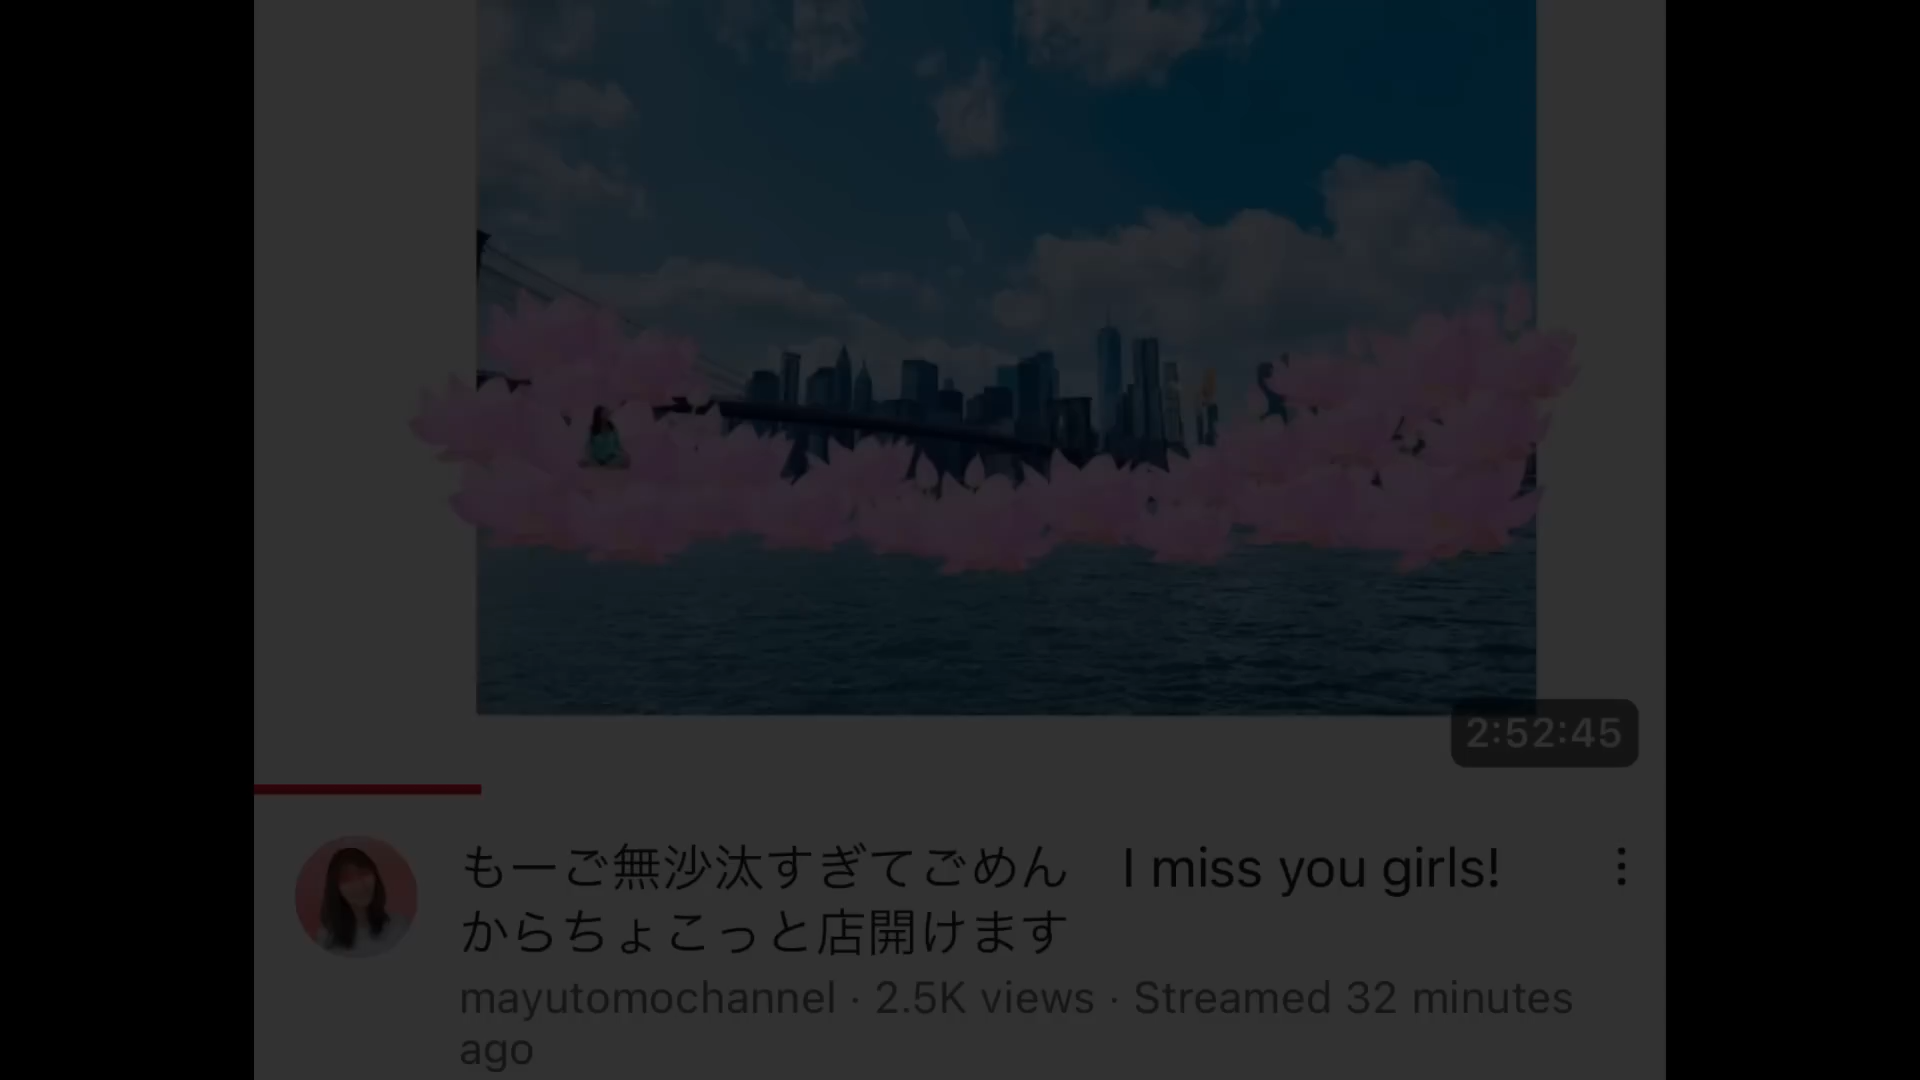 2:52:45
もーご無沙汰すぎてごめん　I miss you girls!
からちょこっと店開けます
mayutomochannel · 2.5K views · Streamed 32 minutes
ago